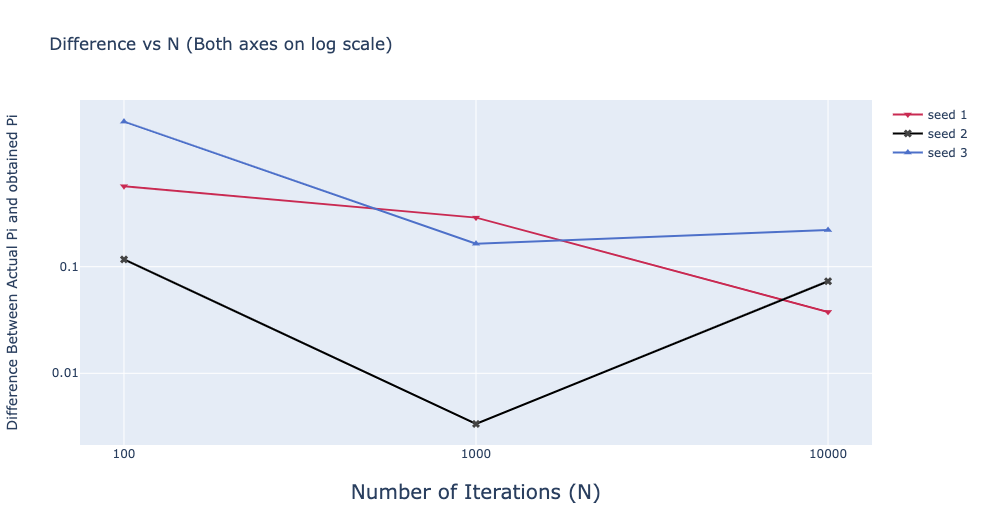 Difference vs N (Both axes on log scale)
Difference Between Actual Pi and obtained Pi
0.1
0.01
100
1000
10000
Number of Iterations (N)
seed 1
seed 2
seed 3